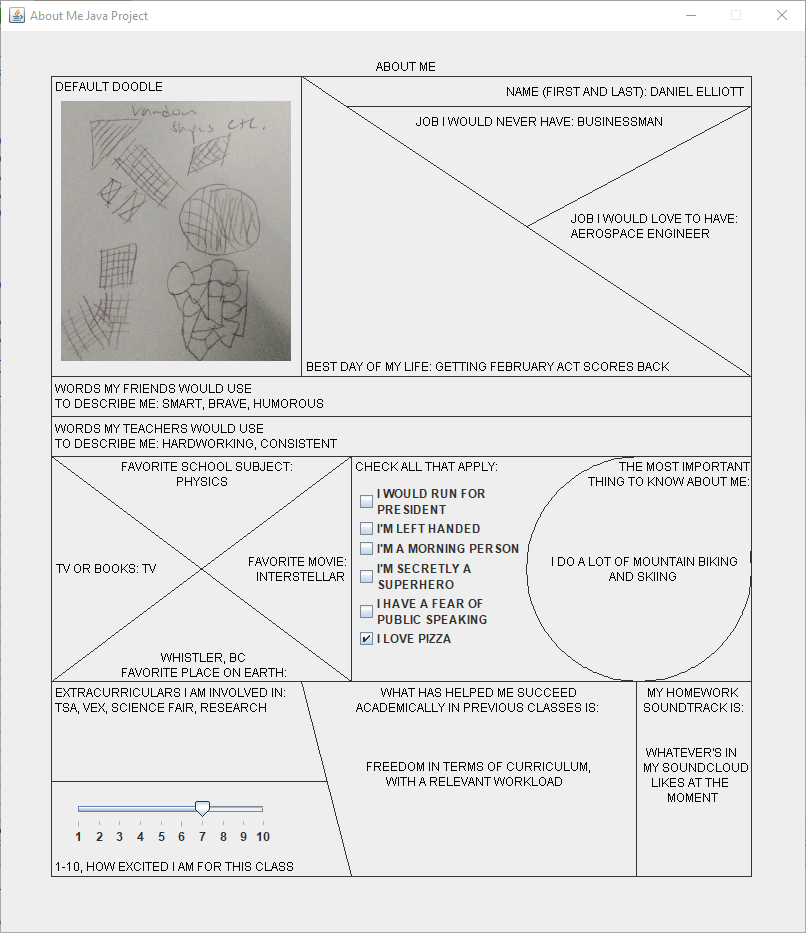 About Me Java Project
ABOUT ME
DEFAULT DOODLE
random
shapes etc.
NAME (FIRST AND LAST): DANIEL ELLIOTT
JOB I WOULD NEVER HAVE: BUSINESSMAN
JOB I WOULD LOVE TO HAVE:
AEROSPACE ENGINEER
BEST DAY OF MY LIFE: GETTING FEBRUARY ACT SCORES BACK
WORDS MY FRIENDS WOULD USE
TO DESCRIBE ME: SMART, BRAVE, HUMOROUS
WORDS MY TEACHERS WOULD USE
TO DESCRIBE ME: HARDWORKING, CONSISTENT
FAVORITE SCHOOL SUBJECT:
PHYSICS
TV OR BOOKS: TV
FAVORITE MOVIE:
INTERSTELLAR
WHISTLER, BC
FAVORITE PLACE ON EARTH:
CHECK ALL THAT APPLY:
I WOULD RUN FOR
PRESIDENT
I'M LEFT HANDED
I'M A MORNING PERSON
I'M SECRETLY A
SUPERHERO
I HAVE A FEAR OF
PUBLIC SPEAKING
I LOVE PIZZA
THE MOST IMPORTANT
THING TO KNOW ABOUT ME:
I DO A LOT OF MOUNTAIN BIKING
AND SKIING
EXTRACURRICULARS I AM INVOLVED IN:
TSA, VEX, SCIENCE FAIR, RESEARCH
1 2 3 4 5 6 7 8 9 10
1-10, HOW EXCITED I AM FOR THIS CLASS
WHAT HAS HELPED ME SUCCEED
ACADEMICALLY IN PREVIOUS CLASSES IS:
FREEDOM IN TERMS OF CURRICULUM,
WITH A RELEVANT WORKLOAD
MY HOMEWORK
SOUNDTRACK IS:
WHATEVER'S IN
MY SOUNDCLOUD
LIKES AT THE
MOMENT